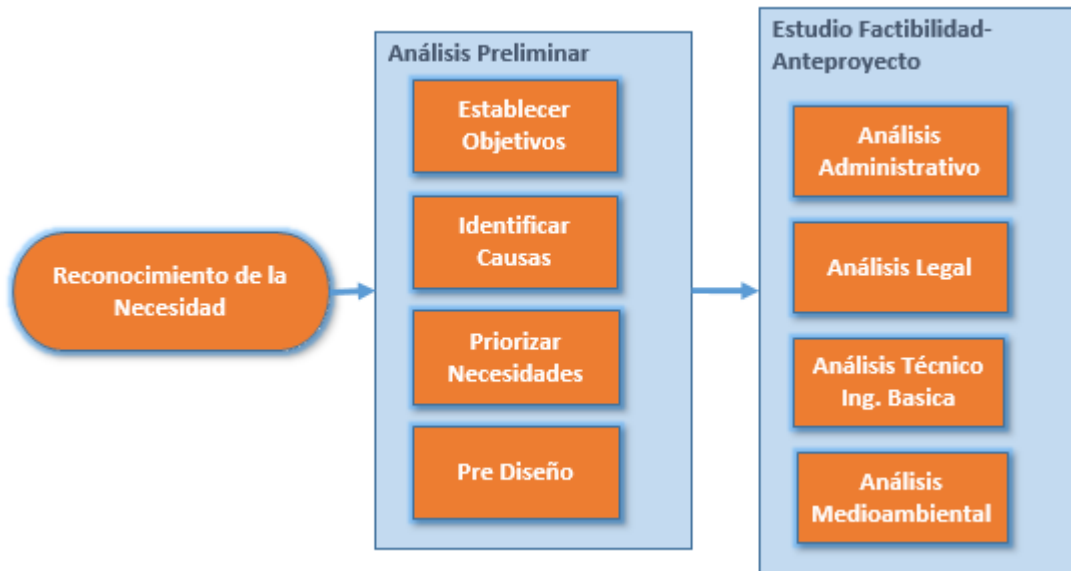 Reconocimiento de la
Necesidad
Análisis Preliminar
Establecer
Objetivos
Identificar
Causas
Priorizar
Necesidades
Pre Diseño
Estudio Factibilidad-
Anteproyecto
Análisis
Administrativo
Análisis Legal
Análisis Técnico
Ing. Basica
Análisis
Medioambiental